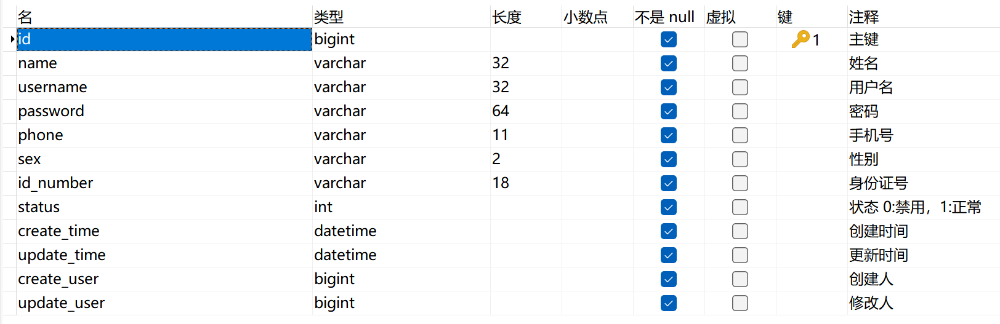 名 类型 长度 小数点 不是 null 虚拟 键 注释
id bigint 1 主键
name varchar 32 姓名
username varchar 32 用户名
password varchar 64 密码
phone varchar 11 手机号
sex varchar 2 性别
id_number varchar 18 身份证号
status int 状态 0:禁用，1:正常
create_time datetime 创建时间
update_time datetime 更新时间
create_user bigint 创建人
update_user bigint 修改人